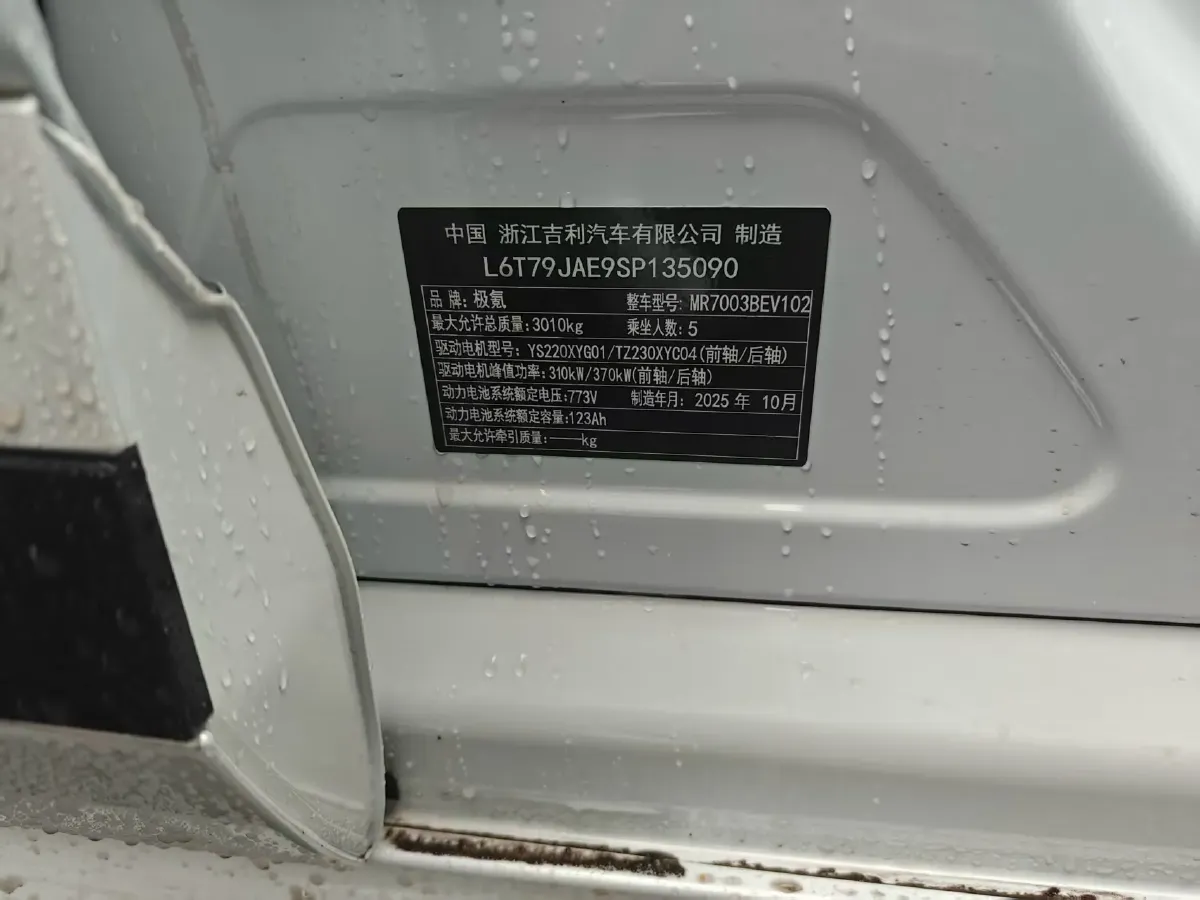 中国 浙江吉利汽车有限公司 制造
L6T79JAE9SP135090
品 牌: 极氪 整车型号: MR7003BEV102
最大允许总质量: 3010kg 乘坐人数: 5
驱动电机型号: YS220XYG01/TZ230XYC04(前轴/后轴)
驱动电机峰值功率: 310kW/370kW(前轴/后轴)
动力电池系统额定电压: 773V 制造年月: 2025 年 10月
动力电池系统额定容量: 123Ah
最大允许牵引质量: ——kg